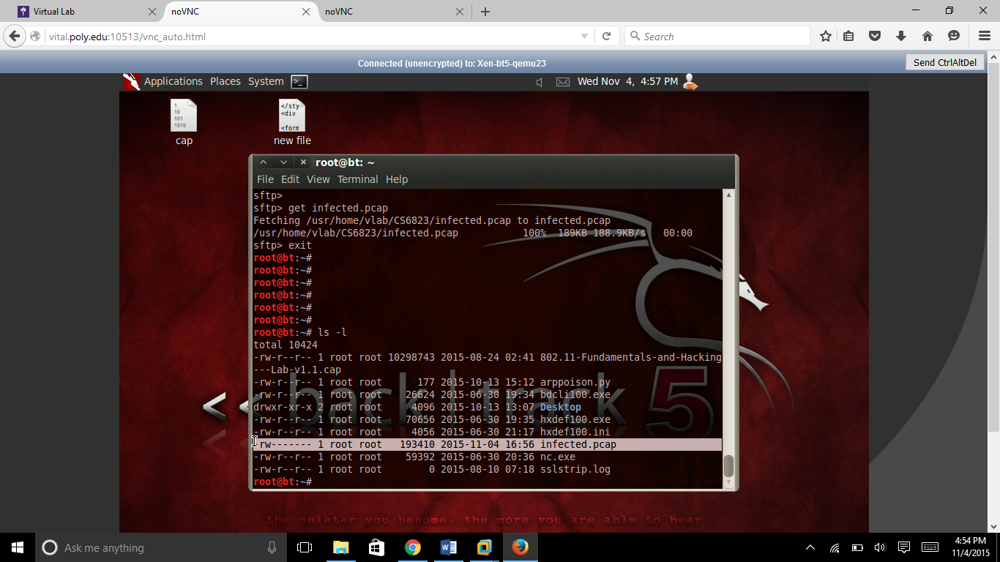 Virtual Lab
noVNC
noVNC
vital.poly.edu:10513/vnc_auto.html
Search
Connected (unencrypted) to: Xen-bt5-qemu23
Send CtrlAltDel
Applications Places System
Wed Nov 4, 4:57 PM
1
10
101
1010
cap
</sty
<div
<form
new file
root@bt: ~
File Edit View Terminal Help
sftp>
sftp> get infected.pcap
Fetching /usr/home/vlab/CS6823/infected.pcap to infected.pcap
/usr/home/vlab/CS6823/infected.pcap 100% 189KB 188.9KB/s 00:00
sftp> exit
root@bt:~#
root@bt:~#
root@bt:~#
root@bt:~#
root@bt:~#
root@bt:~#
root@bt:~# ls -l
total 10424
-rw-r--r-- 1 root root 10298743 2015-08-24 02:41 802.11-Fundamentals-and-Hacking
---Lab-v1.1.cap
-rw-r--r-- 1 root root 177 2015-10-13 15:12 arppoison.py
-rw-r--r-- 1 root root 26624 2015-06-30 19:34 bdcli100.exe
drwxr-xr-x 2 root root 4096 2015-10-13 13:07 Desktop
-rw-r--r-- 1 root root 70656 2015-06-30 19:35 hxdef100.exe
-rw-r--r-- 1 root root 4056 2015-06-30 21:17 hxdef100.ini
-rw------- 1 root root 193410 2015-11-04 16:56 infected.pcap
-rw-r--r-- 1 root root 59392 2015-06-30 20:36 nc.exe
-rw-r--r-- 1 root root 0 2015-08-10 07:18 sslstrip.log
root@bt:~#
<< back|track 5
the quieter you become, the more you are able to hear
Ask me anything
4:54 PM
11/4/2015